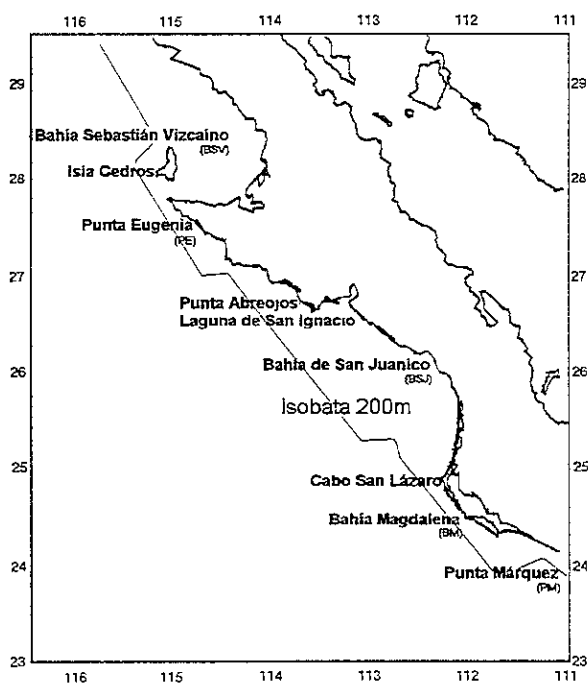 116 115 114 113 112 111
29 29
Bahía Sebastián Vizcaíno
(BSV)
Isla Cedros
28 28
Punta Eugenia
(PE)
27 27
Punta Abreojos
Laguna de San Ignacio
Bahía de San Juanico
(BSJ)
26 26
Isobata 200m
25 25
Cabo San Lázaro
Bahía Magdalena
(BM)
24 24
Punta Márquez
(PM)
23 23
116 115 114 113 112 111